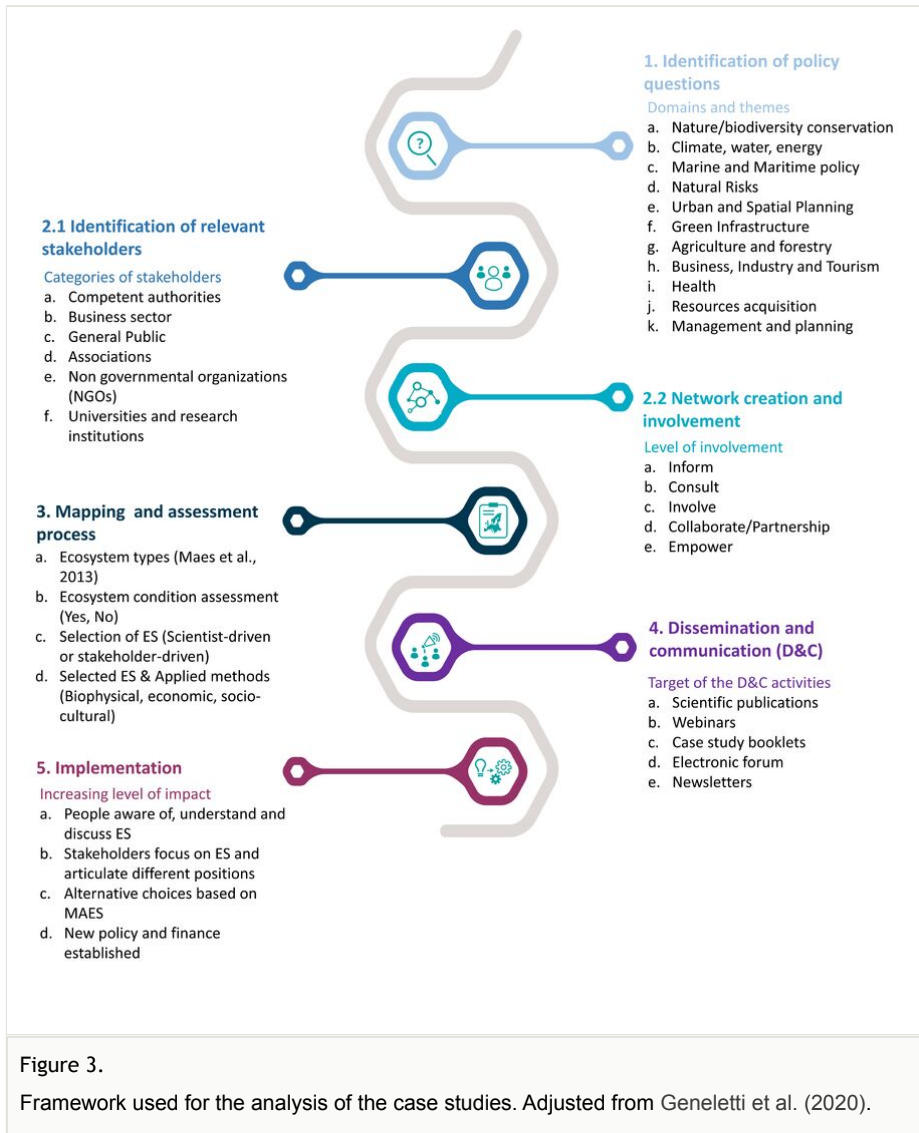 1. Identification of policy
questions
Domains and themes
a. Nature/biodiversity conservation
b. Climate, water, energy
c. Marine and Maritime policy
d. Natural Risks
e. Urban and Spatial Planning
f. Green Infrastructure
g. Agriculture and forestry
h. Business, Industry and Tourism
i. Health
j. Resources acquisition
k. Management and planning
?
2.1 Identification of relevant
stakeholders
Categories of stakeholders
a. Competent authorities
b. Business sector
c. General Public
d. Associations
e. Non governmental organizations
(NGOs)
f. Universities and research
institutions
2.2 Network creation and
involvement
Level of involvement
a. Inform
b. Consult
c. Involve
d. Collaborate/Partnership
e. Empower
3. Mapping and assessment
process
a. Ecosystem types (Maes et al.,
2013)
b. Ecosystem condition assessment
(Yes, No)
c. Selection of ES (Scientist-driven
or stakeholder-driven)
d. Selected ES & Applied methods
(Biophysical, economic, socio-
cultural)
4. Dissemination and
communication (D&C)
Target of the D&C activities
a. Scientific publications
b. Webinars
c. Case study booklets
d. Electronic forum
e. Newsletters
5. Implementation
Increasing level of impact
a. People aware of, understand and
discuss ES
b. Stakeholders focus on ES and
articulate different positions
c. Alternative choices based on
MAES
d. New policy and finance
established
Figure 3.
Framework used for the analysis of the case studies. Adjusted from Geneletti et al. (2020).